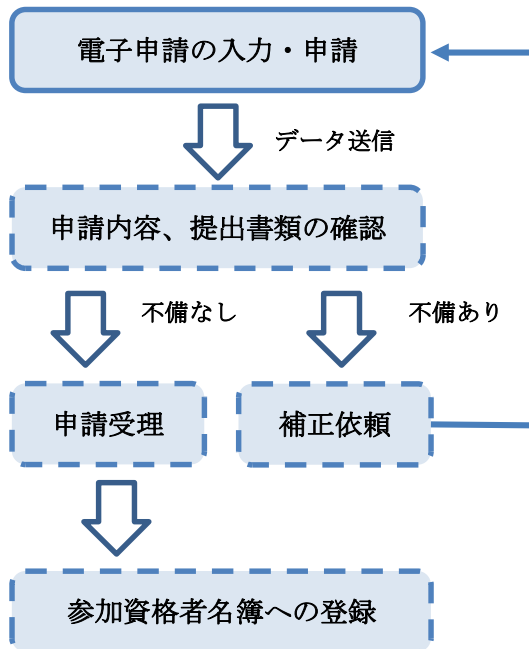 電子申請の入力・申請
データ送信
申請内容、提出書類の確認
不備なし
不備あり
申請受理
補正依頼
参加資格者名簿への登録